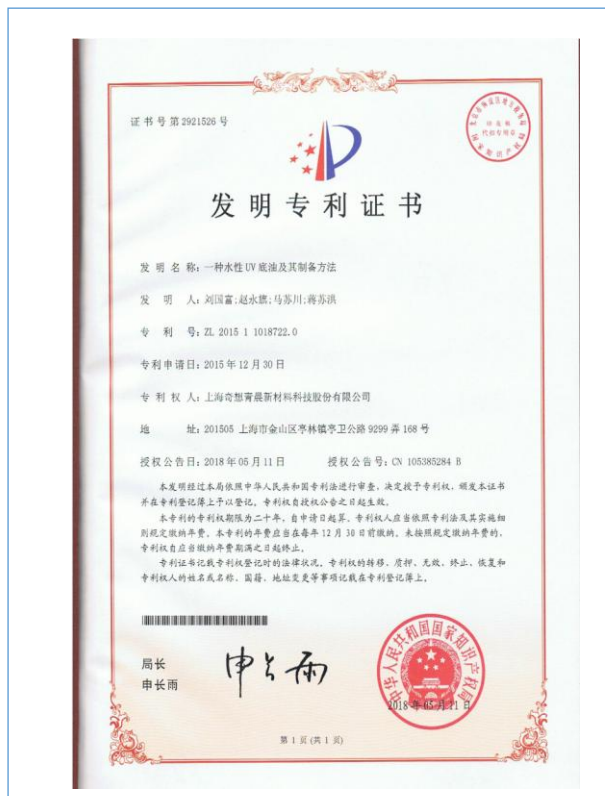 证书号第2921526号
发明专利证书
发 明 名 称：一种水性UV底油及其制备方法
发 明 人：刘国富;赵永旗;马苏川;蒋苏洪
专 利 号：ZL 2015 1 1018722.0
专利申请日：2015年12月30日
专 利 权 人：上海奇想青晨新材料科技股份有限公司
地 址：201505 上海市金山区亭林镇亭卫公路9299弄168号
授权公告日：2018年05月11日 授权公告号：CN 105385284 B
本发明经过本局依照中华人民共和国专利法进行审查，决定授予专利权，颁发本证书
并在专利登记簿上予以登记。专利权自授权公告之日起生效。
本专利的专利权期限为二十年，自申请日起算。专利权人应当依照专利法及其实施细
则规定缴纳年费。本专利的年费应当在每年12月30日前缴纳。未按照规定缴纳年费的，
专利权自应当缴纳年费期满之日起终止。
专利证书记载专利权登记时的法律状况。专利权的转移、质押、无效、终止、恢复和
专利权人的姓名或名称、国籍、地址变更等事项记载在专利登记簿上。
局长
申长雨
申长雨
中华人民共和国国家知识产权局
2018年05月11日
第1页(共1页)